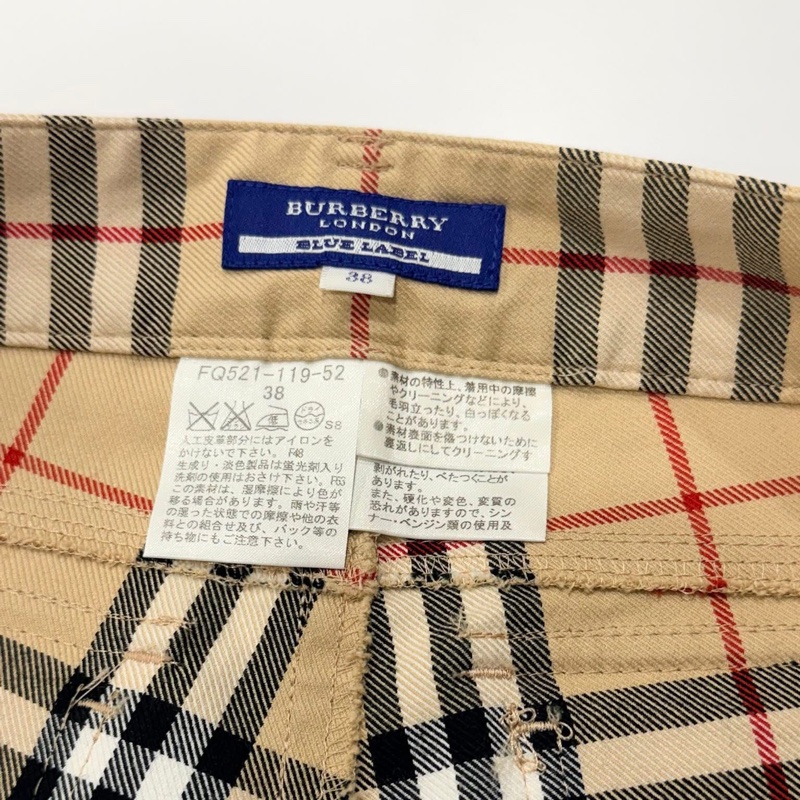 BURBERRY
LONDON
BLUE LABEL
38
FQ521-119-52
38
S8
人工皮革部分にはアイロンを
かけないで下さい。F48
生成り・淡色製品は蛍光剤入り
洗剤の使用はお避け下さい。F53
この素材は、湿摩擦により色が
移る場合があります。雨や汗等
の湿った状態での摩擦や他の衣
料との組合せ及び、バック等の
持ち物にもご注意下さい。
素材の特性上、着用中の摩擦
やクリーニングなどにより、
毛羽立ったり、白っぽくなる
ことがあります。
素材表面を傷つけないために
裏返しにしてクリーニングす
剥がれたり、べたつくことが
あります。
また、硬化や変色、変質の
恐れがありますので、シン
ナー・ベンジン類の使用及